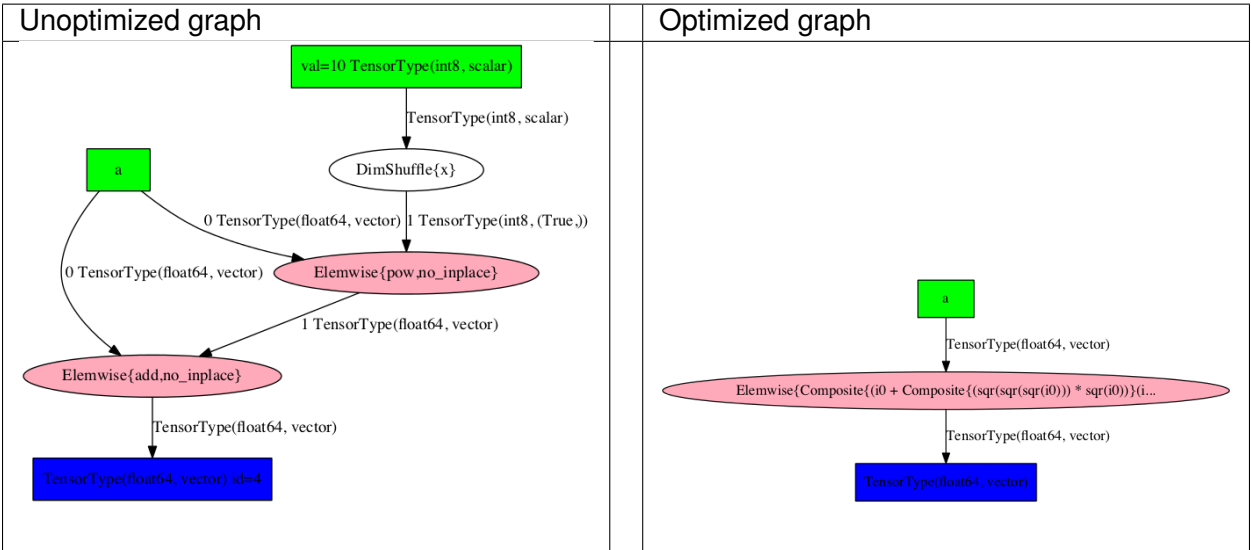 Unoptimized graph
Optimized graph
val=10 TensorType(int8, scalar)
TensorType(int8, scalar)
a
DimShuffle{x}
0 TensorType(float64, vector)
1 TensorType(int8, (True,))
0 TensorType(float64, vector)
Elemwise{pow,no_inplace}
1 TensorType(float64, vector)
Elemwise{add,no_inplace}
TensorType(float64, vector)
TensorType(float64, vector) id=4
a
TensorType(float64, vector)
Elemwise{Composite{(i0 + Composite{(sqr(sqr(sqr(i0))) * sqr(i0))}(i...
TensorType(float64, vector)
TensorType(float64, vector)